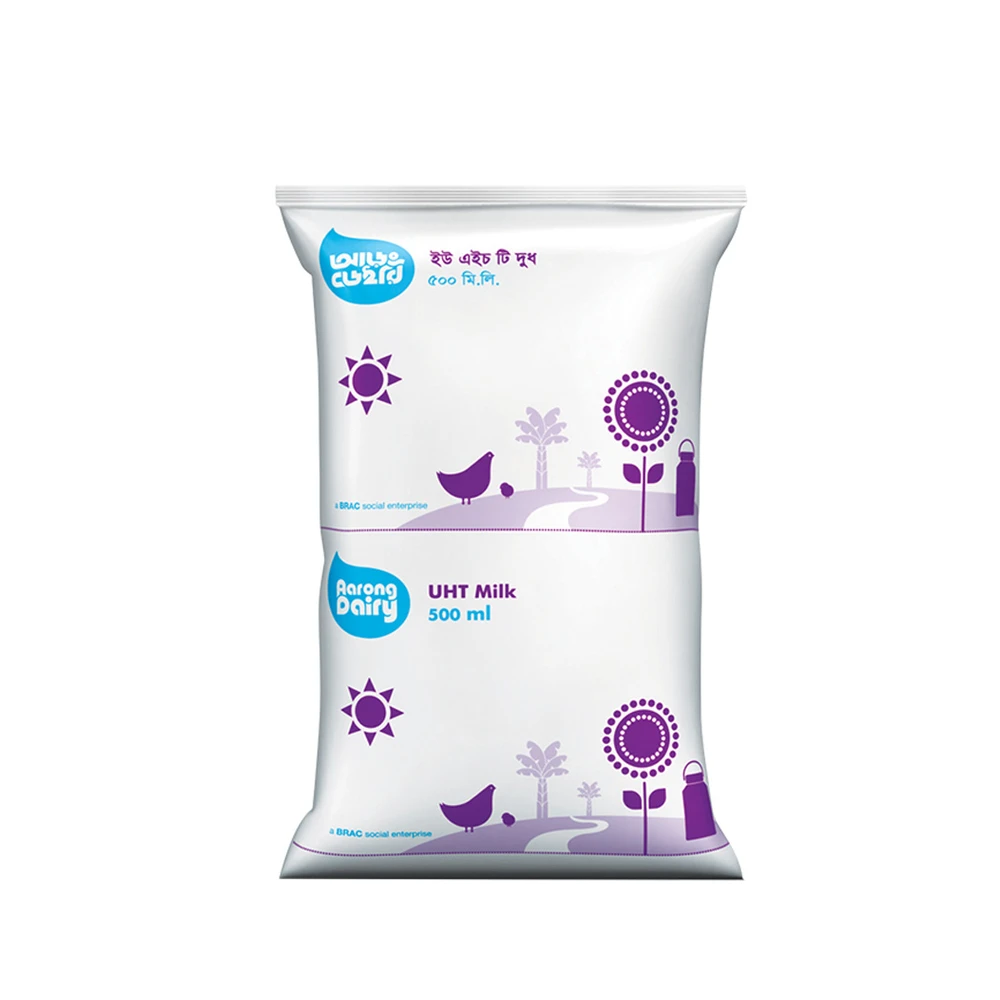 আড়ং
ডেইরি
ইউ এইচ টি দুধ
৫০০ মি.লি.
a BRAC social enterprise
Aarong
Dairy
UHT Milk
500 ml
a BRAC social enterprise